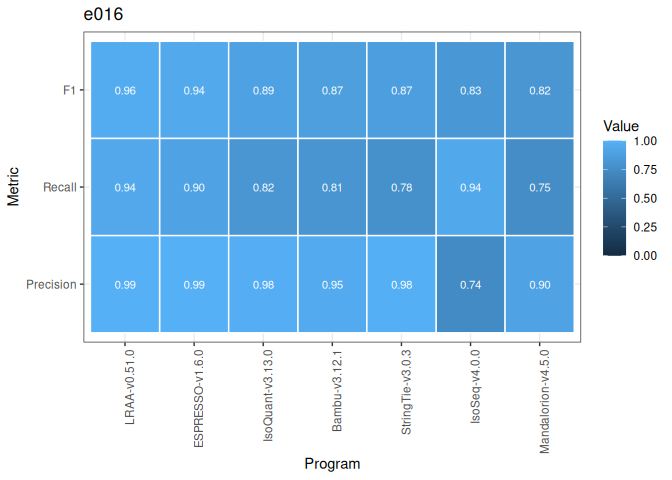 e016
F1
0.96 0.94 0.89 0.87 0.87 0.83 0.82
Recall
0.94 0.90 0.82 0.81 0.78 0.94 0.75
Precision
0.99 0.99 0.98 0.95 0.98 0.74 0.90
Metric
LRAA-v0.51.0
ESPRESSO-v1.6.0
IsoQuant-v3.13.0
Bambu-v3.12.1
StringTie-v3.0.3
IsoSeq-v4.0.0
Mandalorion-v4.5.0
Program
Value
1.00
0.75
0.50
0.25
0.00